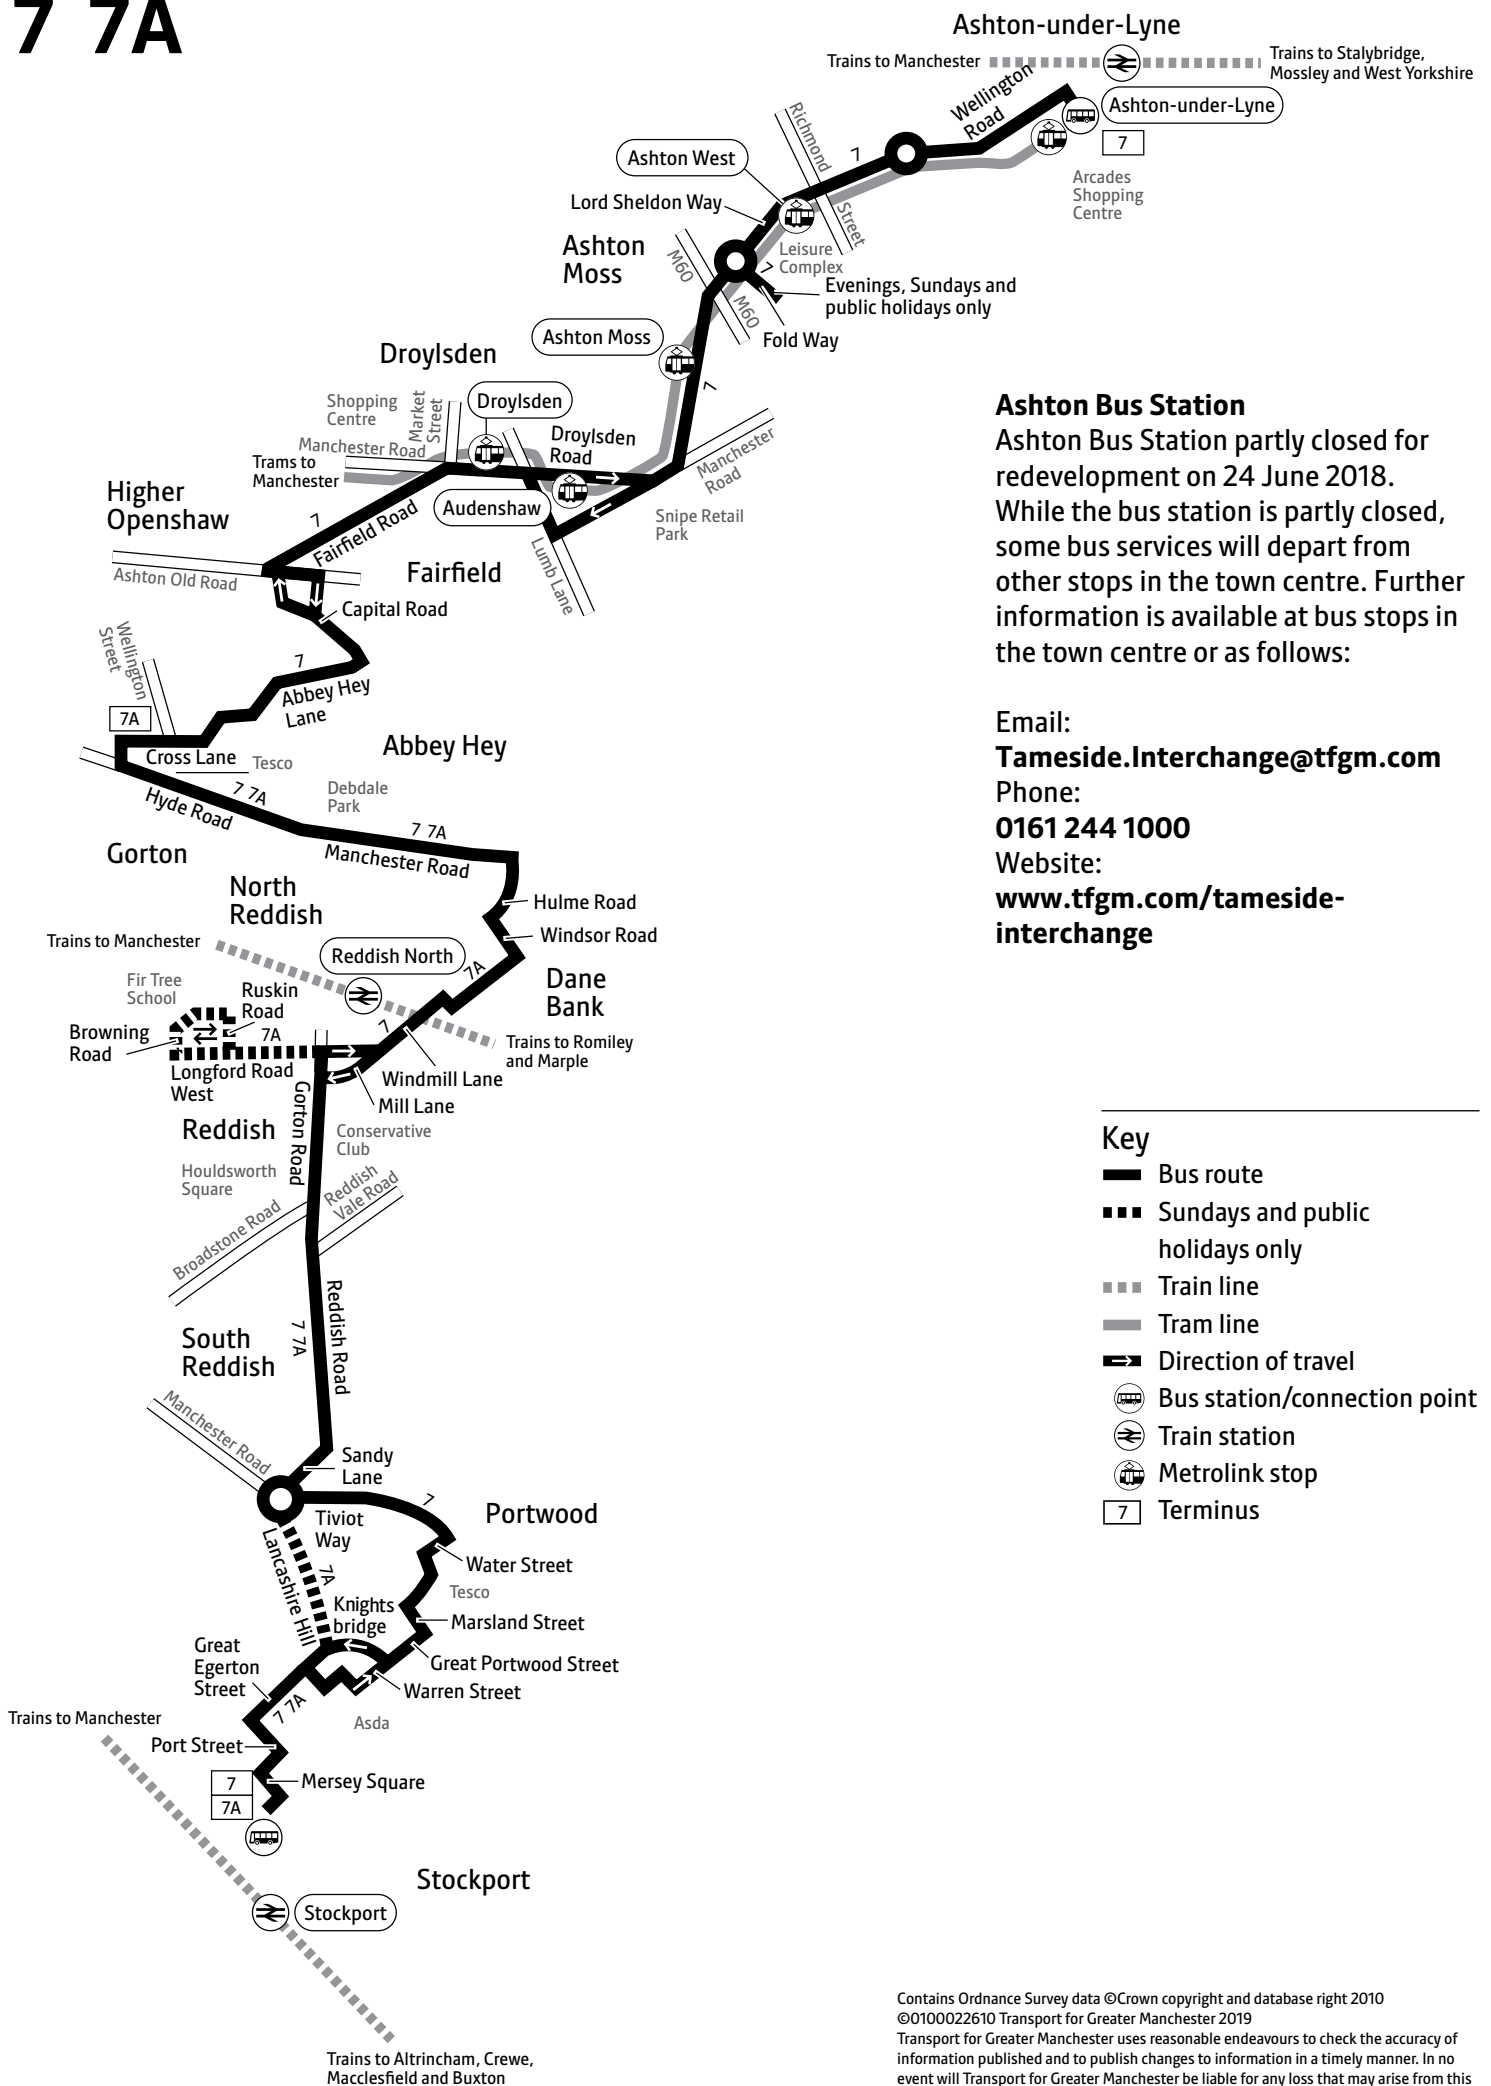 7 7A
Ashton-under-Lyne
Trains to Manchester
Trains to Stalybridge,
Mossley and West Yorkshire
Wellington
Road
Ashton-under-Lyne
7
Arcades
Shopping
Centre
Richmond
Street
7
Ashton West
Lord Sheldon Way
Ashton
Moss
M60
M60
Leisure
Complex
7
Evenings, Sundays and
public holidays only
Fold Way
Ashton Moss
7
Droylsden
Shopping
Centre
Market
Street
Droylsden
Manchester Road
Trams to
Manchester
Droylsden
Road
Manchester
Road
Audenshaw
Snipe Retail
Park
Lumb Lane
Higher
Openshaw
7
Fairfield Road
Fairfield
Ashton Old Road
Capital Road
Wellington
Street
7
Abbey Hey
Lane
7A
Cross Lane
Tesco
Abbey Hey
7 7A
Hyde Road
Debdale
Park
7 7A
Manchester Road
Gorton
North
Reddish
Hulme Road
Windsor Road
Trains to Manchester
Reddish North
7A
Dane
Bank
Fir Tree
School
Ruskin
Road
Browning
Road
7A
7
Longford Road
West
Trains to Romiley
and Marple
Windmill Lane
Mill Lane
Gorton Road
Reddish
Conservative
Club
Houldsworth
Square
Reddish
Vale Road
Broadstone Road
Reddish Road
7 7A
South
Reddish
Manchester Road
Sandy
Lane
7
Tiviot
Way
Portwood
Lancashire Hill
7A
Water Street
Tesco
Knights
bridge
Marsland Street
Great
Egerton
Street
Great Portwood Street
Warren Street
7 7A
Asda
Trains to Manchester
Port Street
Mersey Square
7
7A
Stockport
Stockport
Trains to Altrincham, Crewe,
Macclesfield and Buxton
Ashton Bus Station
Ashton Bus Station partly closed for
redevelopment on 24 June 2018.
While the bus station is partly closed,
some bus services will depart from
other stops in the town centre. Further
information is available at bus stops in
the town centre or as follows:
Email:
Tameside.Interchange@tfgm.com
Phone:
0161 244 1000
Website:
www.tfgm.com/tameside-
interchange
Key
Bus route
Sundays and public
holidays only
Train line
Tram line
Direction of travel
Bus station/connection point
Train station
Metrolink stop
7 Terminus
Contains Ordnance Survey data ©Crown copyright and database right 2010
©0100022610 Transport for Greater Manchester 2019
Transport for Greater Manchester uses reasonable endeavours to check the accuracy of
information published and to publish changes to information in a timely manner. In no
event will Transport for Greater Manchester be liable for any loss that may arise from this